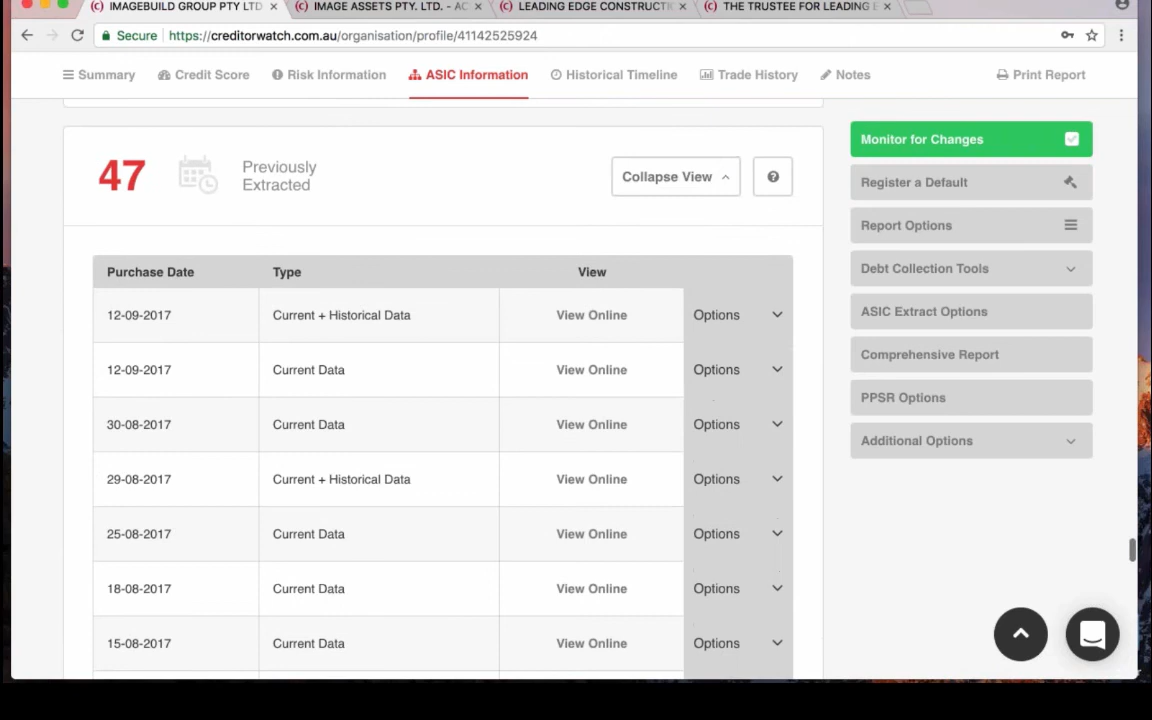 IMAGEBUILD GROUP PTY LTD × IMAGE ASSETS PTY. LTD. - AC × LEADING EDGE CONSTRUCTI × THE TRUSTEE FOR LEADING E ×
Secure | https://creditorwatch.com.au/organisation/profile/41142525924
Summary Credit Score Risk Information ASIC Information Historical Timeline Trade History Notes Print Report
47 Previously
Extracted
Collapse View
Purchase Date Type View
12-09-2017 Current + Historical Data View Online Options
12-09-2017 Current Data View Online Options
30-08-2017 Current Data View Online Options
29-08-2017 Current + Historical Data View Online Options
25-08-2017 Current Data View Online Options
18-08-2017 Current Data View Online Options
15-08-2017 Current Data View Online Options
Monitor for Changes
Register a Default
Report Options
Debt Collection Tools
ASIC Extract Options
Comprehensive Report
PPSR Options
Additional Options